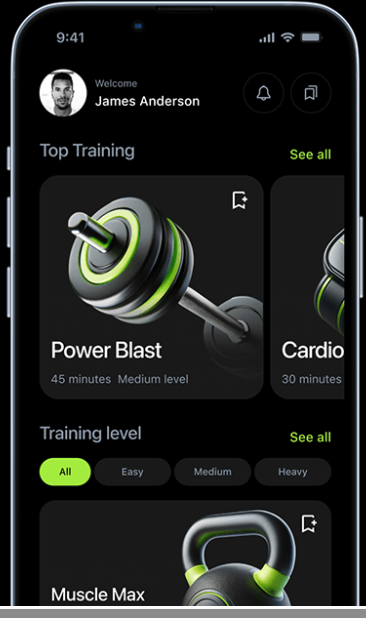 9:41
Welcome
James Anderson
Top Training
See all
Power Blast
45 minutes Medium level
Cardio
30 minutes
Training level
See all
All Easy Medium Heavy
Muscle Max